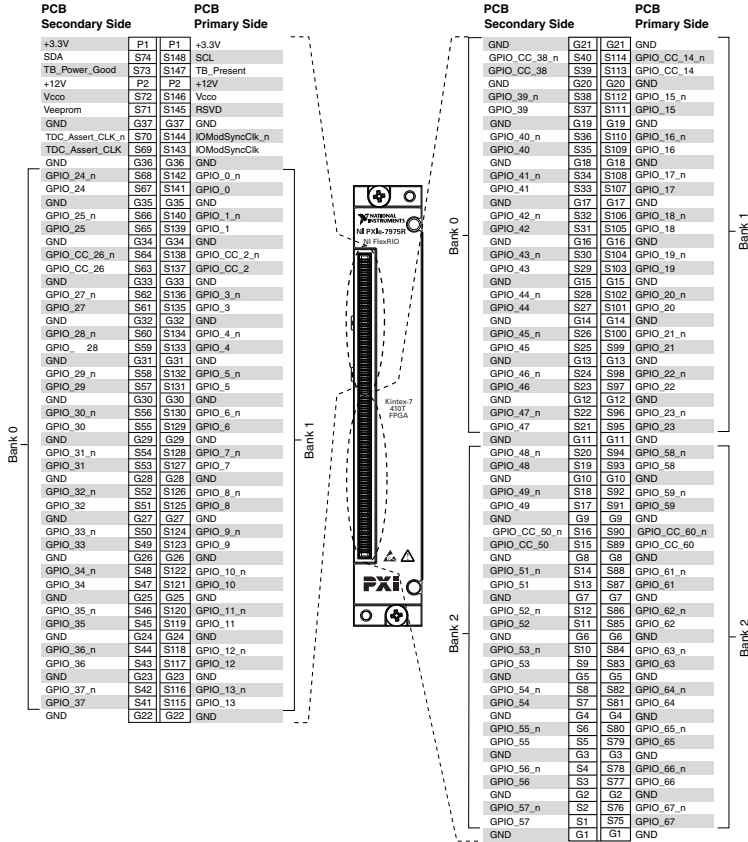 PCB PCB
Secondary Side Primary Side
+3.3V P1 P1 +3.3V
SDA S74 S148 SCL
TB_Power_Good S73 S147 TB_Present
+12V P2 P2 +12V
Vcco S72 S146 Vcco
Veeprom S71 S145 RSVD
GND G37 G37 GND
TDC_Assert_CLK_n S70 S144 IOModSyncClk_n
TDC_Assert_CLK S69 S143 IOModSyncClk
GND G36 G36 GND
GPIO_24_n S68 S142 GPIO_0_n
GPIO_24 S67 S141 GPIO_0
GND G35 G35 GND
GPIO_25_n S66 S140 GPIO_1_n
GPIO_25 S65 S139 GPIO_1
GND G34 G34 GND
GPIO_CC_26_n S64 S138 GPIO_CC_2_n
GPIO_CC_26 S63 S137 GPIO_CC_2
GND G33 G33 GND
GPIO_27_n S62 S136 GPIO_3_n
GPIO_27 S61 S135 GPIO_3
GND G32 G32 GND
GPIO_28_n S60 S134 GPIO_4_n
GPIO_ 28 S59 S133 GPIO_4
GND G31 G31 GND
GPIO_29_n S58 S132 GPIO_5_n
GPIO_29 S57 S131 GPIO_5
GND G30 G30 GND
GPIO_30_n S56 S130 GPIO_6_n
GPIO_30 S55 S129 GPIO_6
GND G29 G29 GND
GPIO_31_n S54 S128 GPIO_7_n
GPIO_31 S53 S127 GPIO_7
GND G28 G28 GND
GPIO_32_n S52 S126 GPIO_8_n
GPIO_32 S51 S125 GPIO_8
GND G27 G27 GND
GPIO_33_n S50 S124 GPIO_9_n
GPIO_33 S49 S123 GPIO_9
GND G26 G26 GND
GPIO_34_n S48 S122 GPIO_10_n
GPIO_34 S47 S121 GPIO_10
GND G25 G25 GND
GPIO_35_n S46 S120 GPIO_11_n
GPIO_35 S45 S119 GPIO_11
GND G24 G24 GND
GPIO_36_n S44 S118 GPIO_12_n
GPIO_36 S43 S117 GPIO_12
GND G23 G23 GND
GPIO_37_n S42 S116 GPIO_13_n
GPIO_37 S41 S115 GPIO_13
GND G22 G22 GND
Bank 0
Bank 1
NATIONAL
INSTRUMENTS
NI PXIe-7975R
NI FlexRIO
Kintex-7
410T
FPGA
PXI
PCB PCB
Secondary Side Primary Side
GND G21 G21 GND
GPIO_CC_38_n S40 S114 GPIO_CC_14_n
GPIO_CC_38 S39 S113 GPIO_CC_14
GND G20 G20 GND
GPIO_39_n S38 S112 GPIO_15_n
GPIO_39 S37 S111 GPIO_15
GND G19 G19 GND
GPIO_40_n S36 S110 GPIO_16_n
GPIO_40 S35 S109 GPIO_16
GND G18 G18 GND
GPIO_41_n S34 S108 GPIO_17_n
GPIO_41 S33 S107 GPIO_17
GND G17 G17 GND
GPIO_42_n S32 S106 GPIO_18_n
GPIO_42 S31 S105 GPIO_18
GND G16 G16 GND
GPIO_43_n S30 S104 GPIO_19_n
GPIO_43 S29 S103 GPIO_19
GND G15 G15 GND
GPIO_44_n S28 S102 GPIO_20_n
GPIO_44 S27 S101 GPIO_20
GND G14 G14 GND
GPIO_45_n S26 S100 GPIO_21_n
GPIO_45 S25 S99 GPIO_21
GND G13 G13 GND
GPIO_46_n S24 S98 GPIO_22_n
GPIO_46 S23 S97 GPIO_22
GND G12 G12 GND
GPIO_47_n S22 S96 GPIO_23_n
GPIO_47 S21 S95 GPIO_23
GND G11 G11 GND
GPIO_48_n S20 S94 GPIO_58_n
GPIO_48 S19 S93 GPIO_58
GND G10 G10 GND
GPIO_49_n S18 S92 GPIO_59_n
GPIO_49 S17 S91 GPIO_59
GND G9 G9 GND
GPIO_CC_50_n S16 S90 GPIO_CC_60_n
GPIO_CC_50 S15 S89 GPIO_CC_60
GND G8 G8 GND
GPIO_51_n S14 S88 GPIO_61_n
GPIO_51 S13 S87 GPIO_61
GND G7 G7 GND
GPIO_52_n S12 S86 GPIO_62_n
GPIO_52 S11 S85 GPIO_62
GND G6 G6 GND
GPIO_53_n S10 S84 GPIO_63_n
GPIO_53 S9 S83 GPIO_63
GND G5 G5 GND
GPIO_54_n S8 S82 GPIO_64_n
GPIO_54 S7 S81 GPIO_64
GND G4 G4 GND
GPIO_55_n S6 S80 GPIO_65_n
GPIO_55 S5 S79 GPIO_65
GND G3 G3 GND
GPIO_56_n S4 S78 GPIO_66_n
GPIO_56 S3 S77 GPIO_66
GND G2 G2 GND
GPIO_57_n S2 S76 GPIO_67_n
GPIO_57 S1 S75 GPIO_67
GND G1 G1 GND
Bank 0
Bank 1
Bank 2
Bank 2